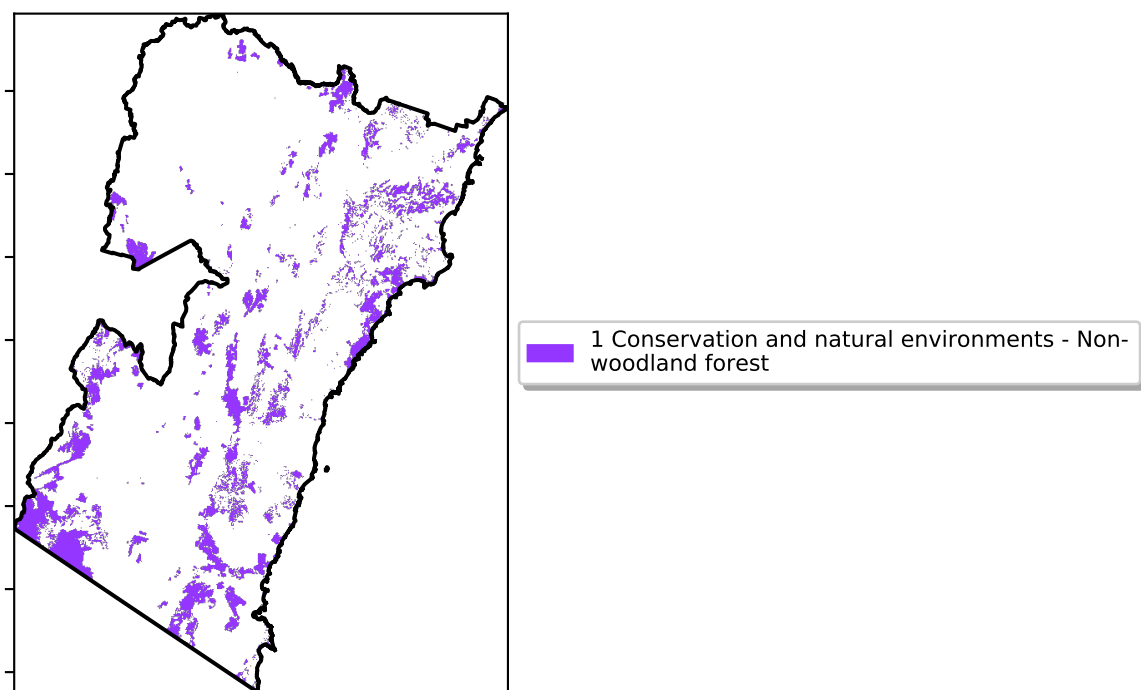 1 Conservation and natural environments - Non-
woodland forest